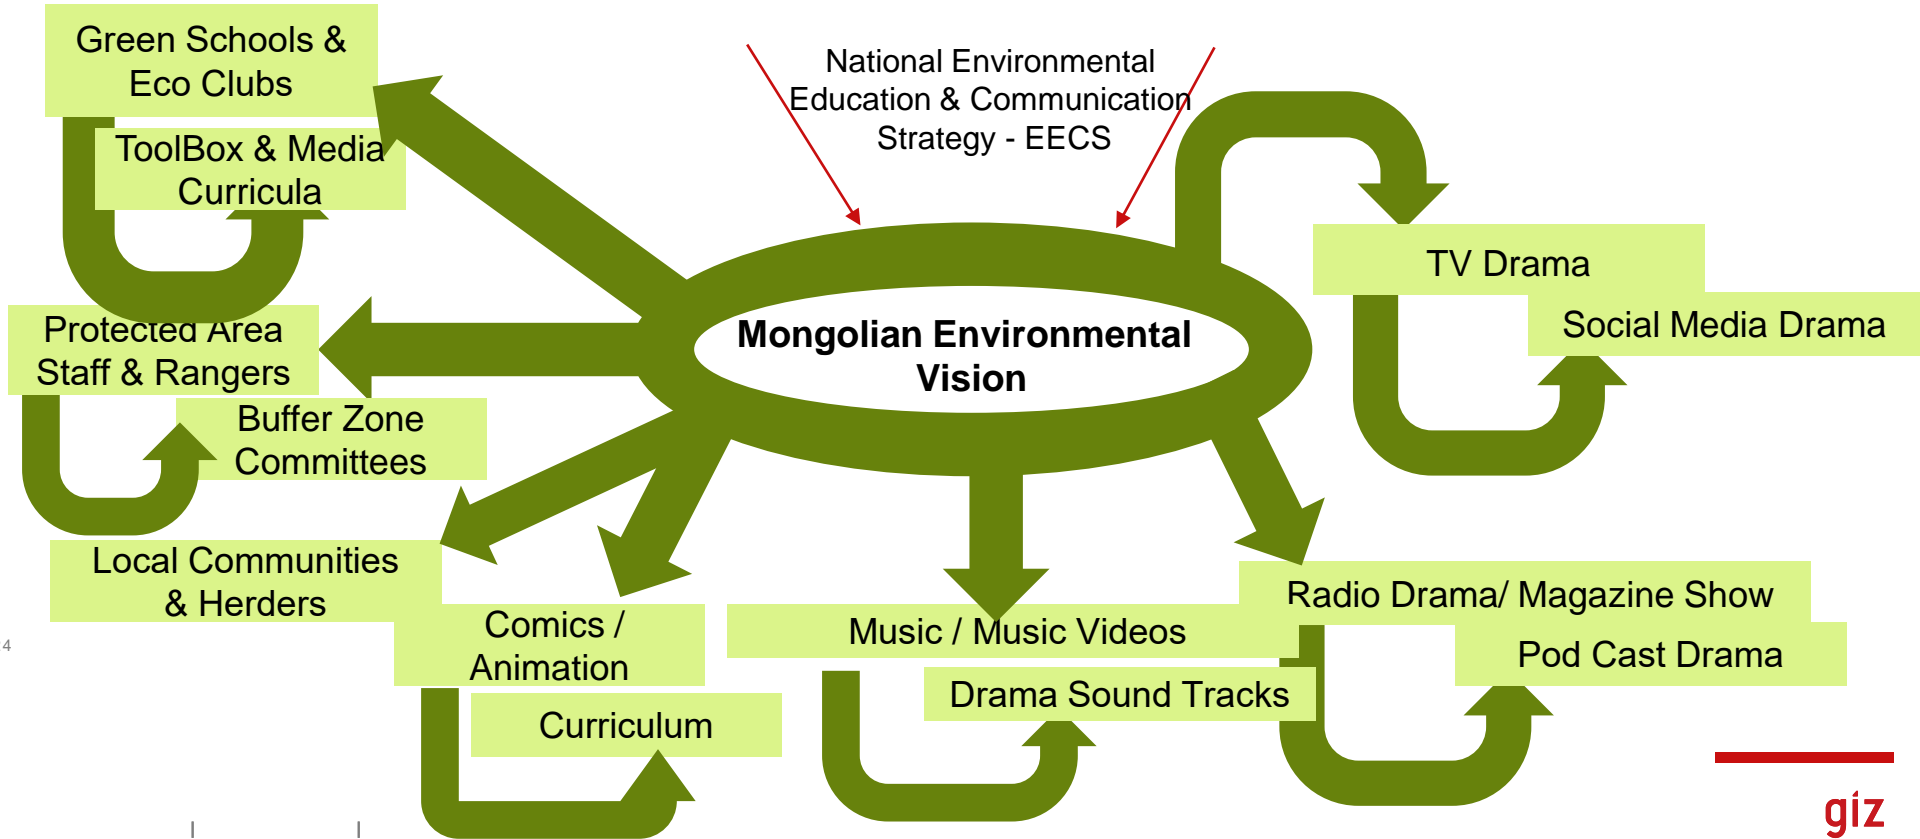 Green Schools &
Eco Clubs
ToolBox & Media
Curricula
National Environmental
Education & Communication
Strategy - EECS
TV Drama
Social Media Drama
Mongolian Environmental
Vision
Protected Area
Staff & Rangers
Buffer Zone
Committees
Local Communities
& Herders
Comics /
Animation
Curriculum
Music / Music Videos
Drama Sound Tracks
Radio Drama/ Magazine Show
Pod Cast Drama
4
giz